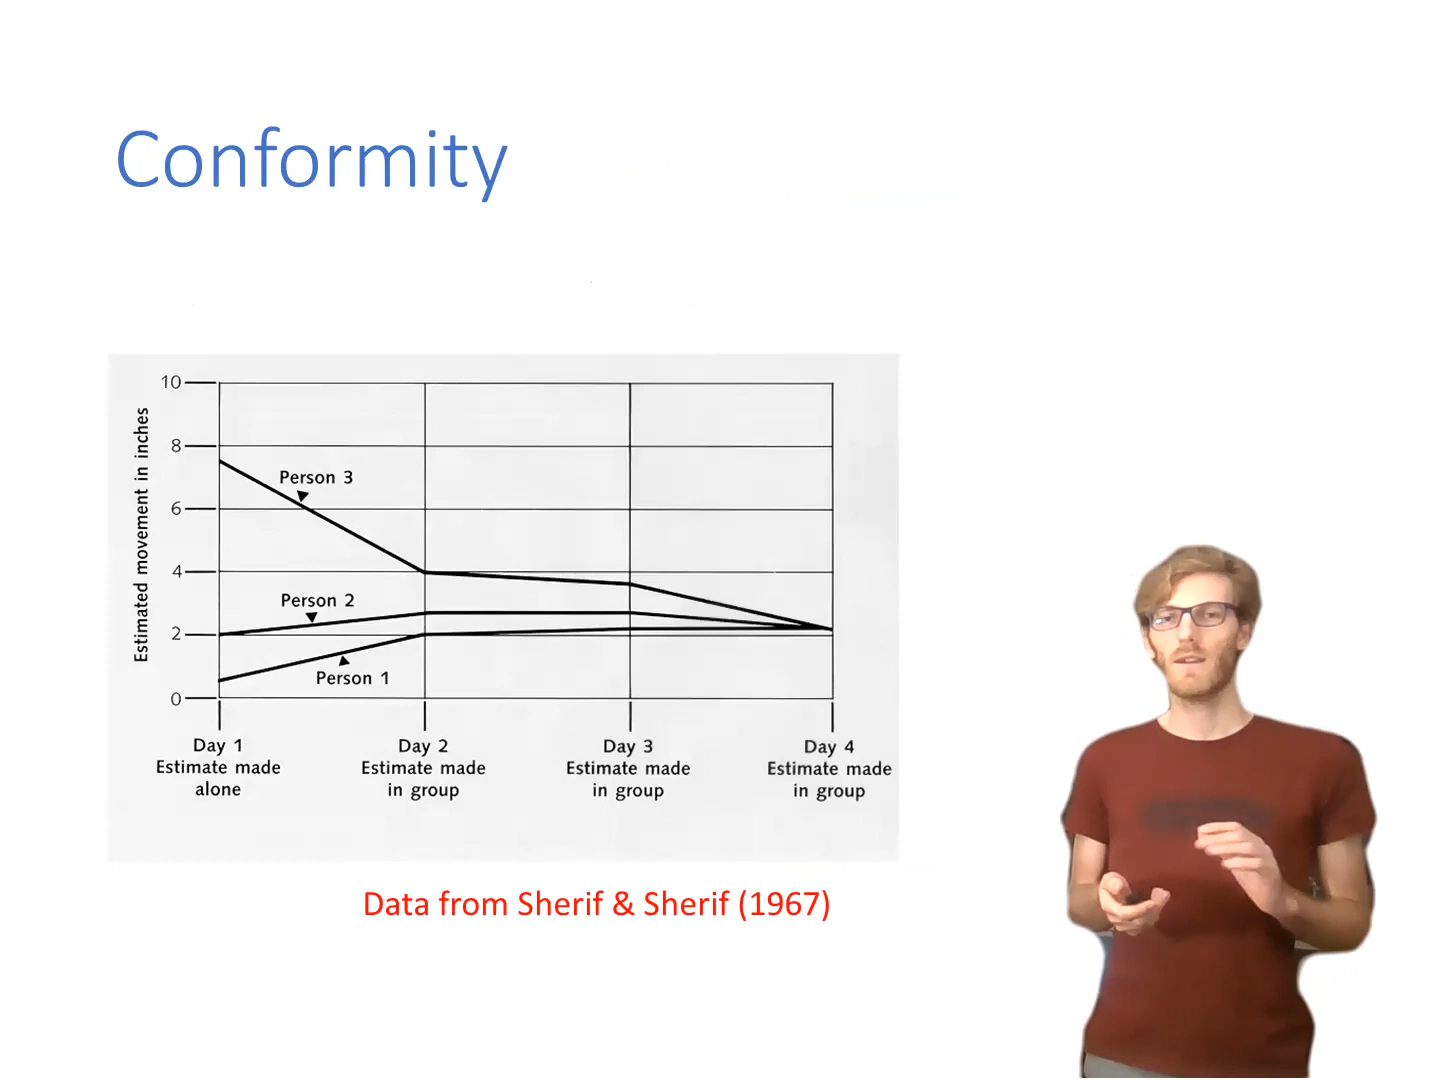 Conformity
10
8
6
4
2
0
Estimated movement in inches
Person 3
Person 2
Person 1
Day 1
Estimate made
alone
Day 2
Estimate made
in group
Day 3
Estimate made
in group
Day 4
Estimate made
in group
Data from Sherif & Sherif (1967)